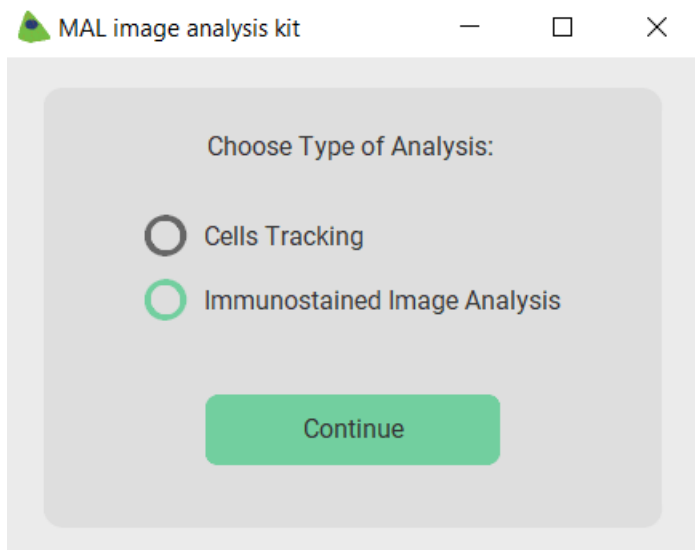 MAL image analysis kit
Choose Type of Analysis:
Cells Tracking
Immunostained Image Analysis
Continue